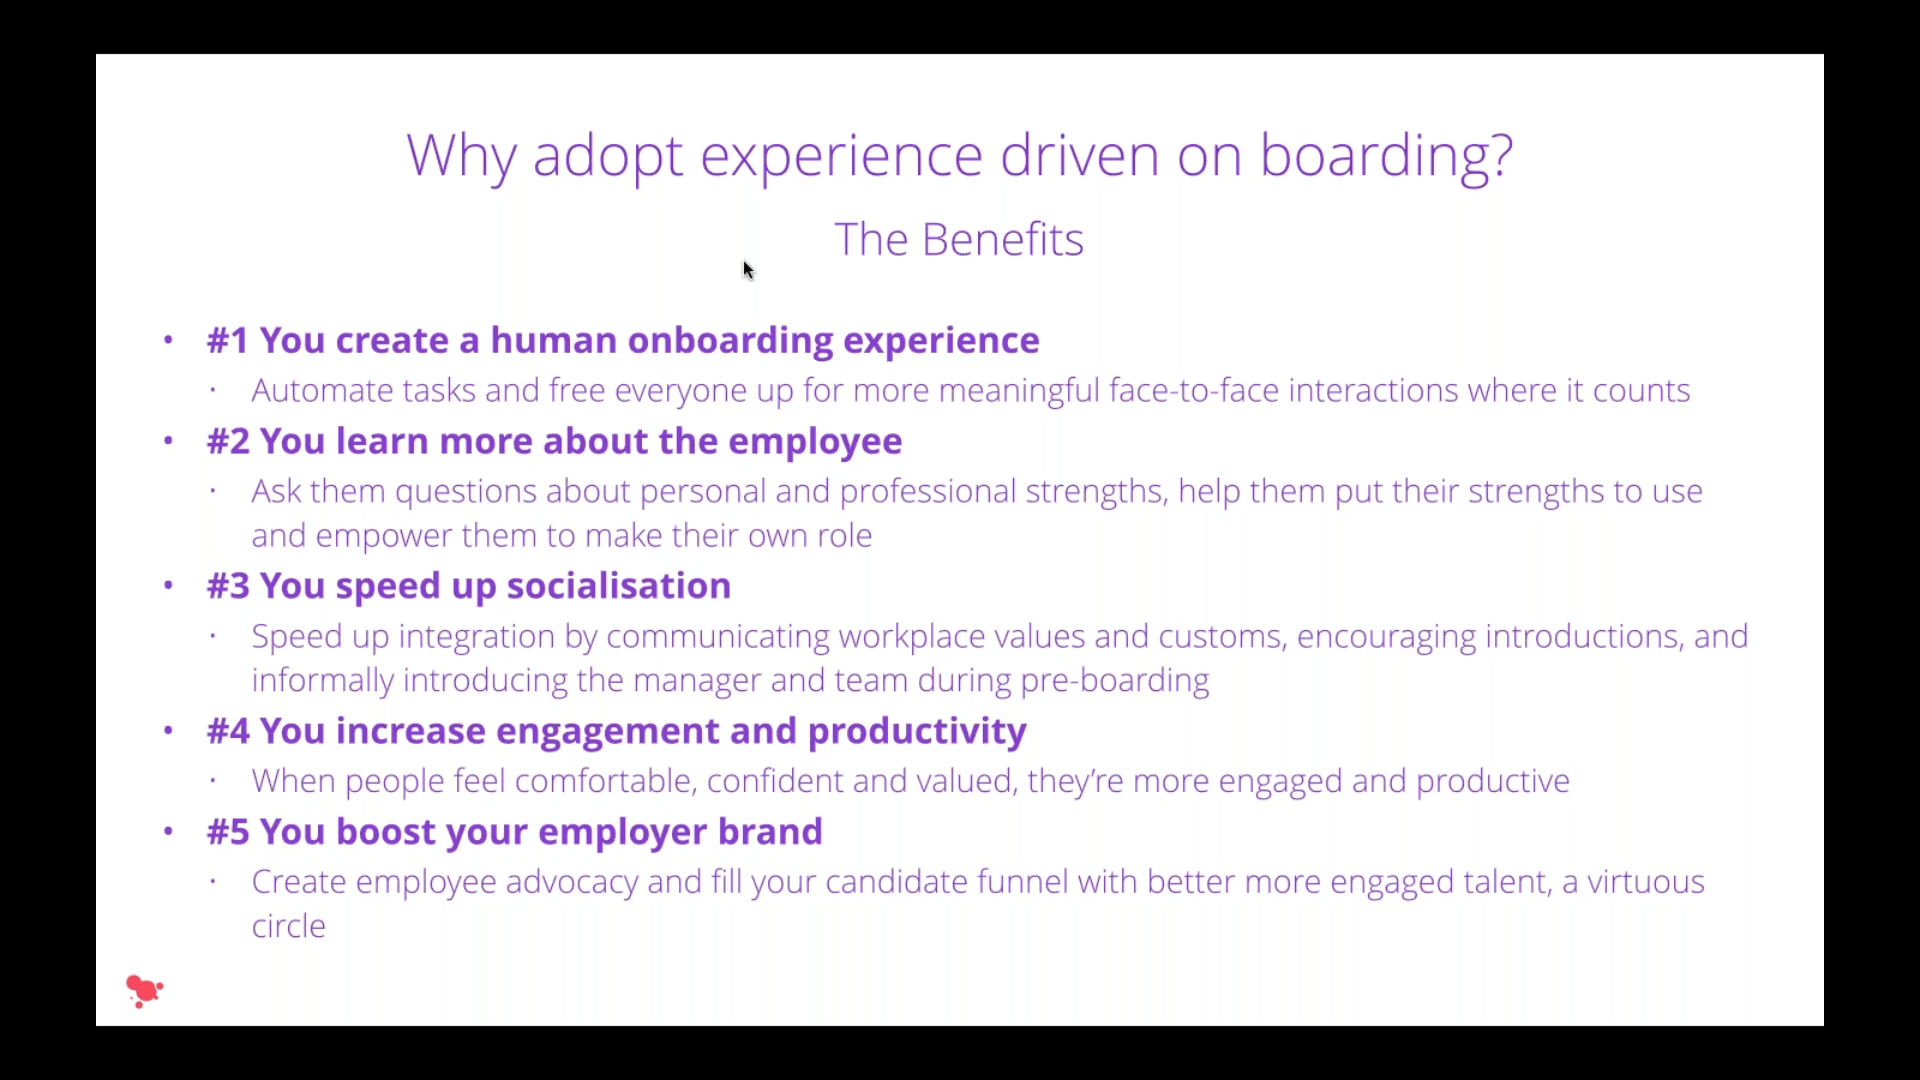 Why adopt experience driven on boarding?
The Benefits
• #1 You create a human onboarding experience
· Automate tasks and free everyone up for more meaningful face-to-face interactions where it counts
• #2 You learn more about the employee
· Ask them questions about personal and professional strengths, help them put their strengths to use
and empower them to make their own role
• #3 You speed up socialisation
· Speed up integration by communicating workplace values and customs, encouraging introductions, and
informally introducing the manager and team during pre-boarding
• #4 You increase engagement and productivity
· When people feel comfortable, confident and valued, they’re more engaged and productive
• #5 You boost your employer brand
· Create employee advocacy and fill your candidate funnel with better more engaged talent, a virtuous
circle